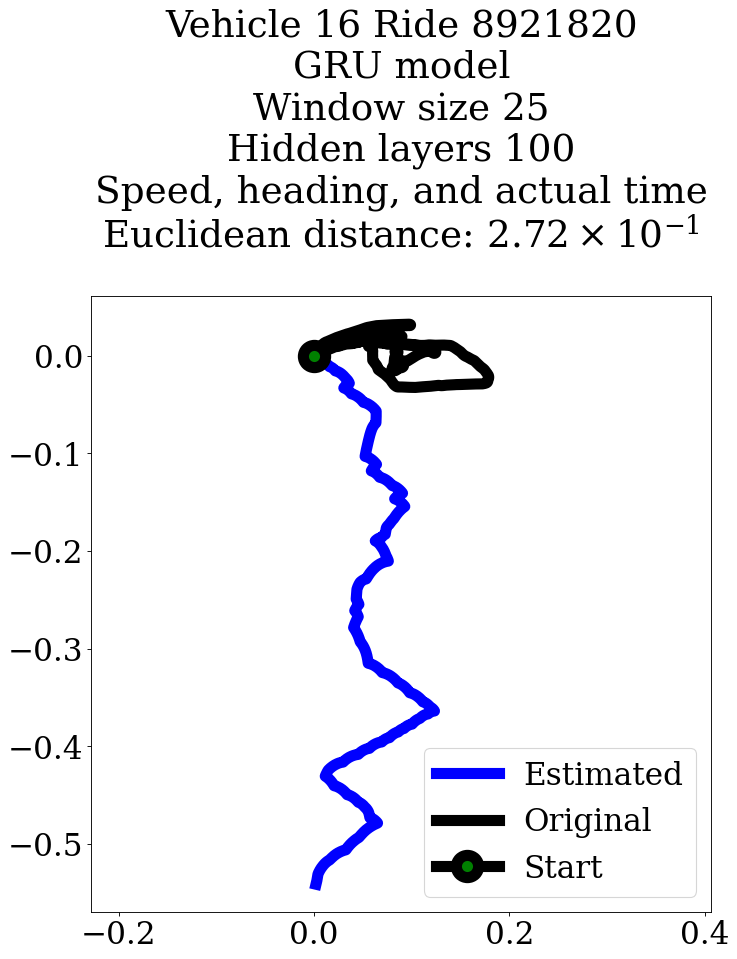 Vehicle 16 Ride 8921820
GRU model
Window size 25
Hidden layers 100
Speed, heading, and actual time
Euclidean distance: 2.72 × 10⁻¹
0.0
−0.1
−0.2
−0.3
−0.4
−0.5
Estimated
Original
Start
−0.2
0.0
0.2
0.4